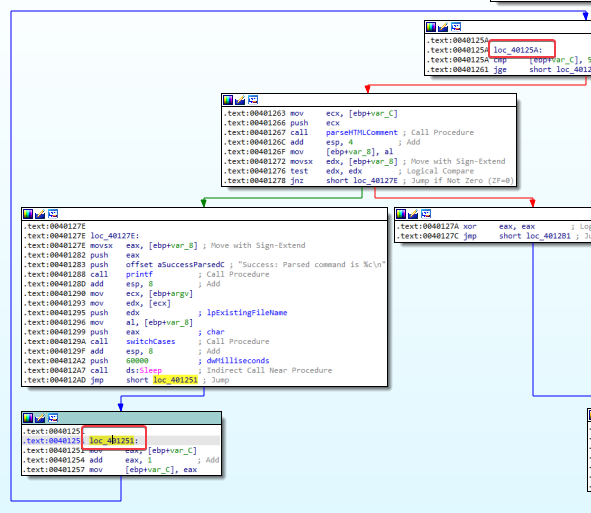 .text:0040125A
.text:0040125A loc_40125A:
.text:0040125A cmp [ebp+var_C], 5
.text:00401261 jge short
.text:00401263 mov ecx, [ebp+var_C]
.text:00401266 push ecx
.text:00401267 call parseHTMLComment ; Call Procedure
.text:0040126C add esp, 4 ; Add
.text:0040126F mov [ebp+var_8], al
.text:00401272 movsx edx, [ebp+var_8] ; Move with Sign-Extend
.text:00401276 test edx, edx ; Logical Compare
.text:00401278 jnz short loc_40127E ; Jump if Not Zero (ZF=0)
.text:0040127E
.text:0040127E loc_40127E:
.text:0040127E movsx eax, [ebp+var_8] ; Move with Sign-Extend
.text:00401282 push eax
.text:00401283 push offset aSuccessParsedC ; "Success: Parsed command is %c\n"
.text:00401288 call printf ; Call Procedure
.text:0040128D add esp, 8 ; Add
.text:00401290 mov ecx, [ebp+argv]
.text:00401293 mov edx, [ecx]
.text:00401295 push edx ; lpExistingFileName
.text:00401296 mov al, [ebp+var_8]
.text:00401299 push eax ; char
.text:0040129A call switchCases ; Call Procedure
.text:0040129F add esp, 8 ; Add
.text:004012A2 push 60000 ; dwMilliseconds
.text:004012A7 call ds:Sleep ; Indirect Call Near Procedure
.text:004012AD jmp short loc_401251 ; Jump
.text:0040127A xor eax, eax ;
.text:0040127C jmp short loc_4012B1 ;
.text:00401251
.text:00401251 loc_401251:
.text:00401251 mov eax, [ebp+var_C]
.text:00401254 add eax, 1 ; Add
.text:00401257 mov [ebp+var_C], eax